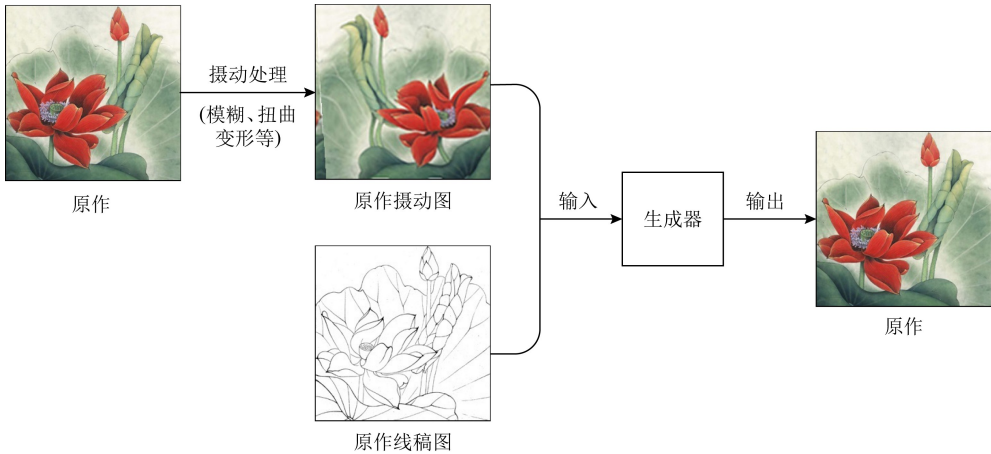 摄动处理
(模糊、扭曲
变形等)
原作
原作摄动图
输入
生成器
输出
原作
原作线稿图